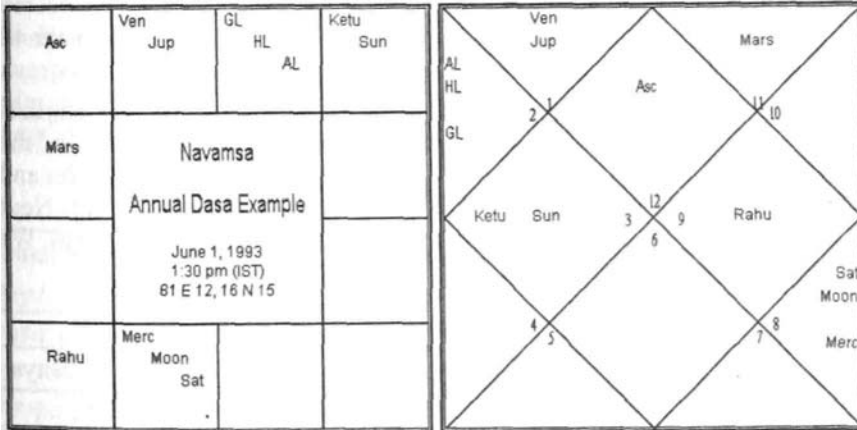 Asc
Ven
Jup
GL
HL
AL
Ketu
Sun
Mars
Navamsa
Annual Dasa Example
June 1, 1993
1:30 pm (IST)
81 E 12, 16 N 15
Rahu
Merc
Moon
Sat
Ven
Jup
Mars
AL
HL
Asc
GL
1
2
11
10
12
Ketu Sun 3 9 Rahu
6
Sat
Moon
4
5
8
7
Merc